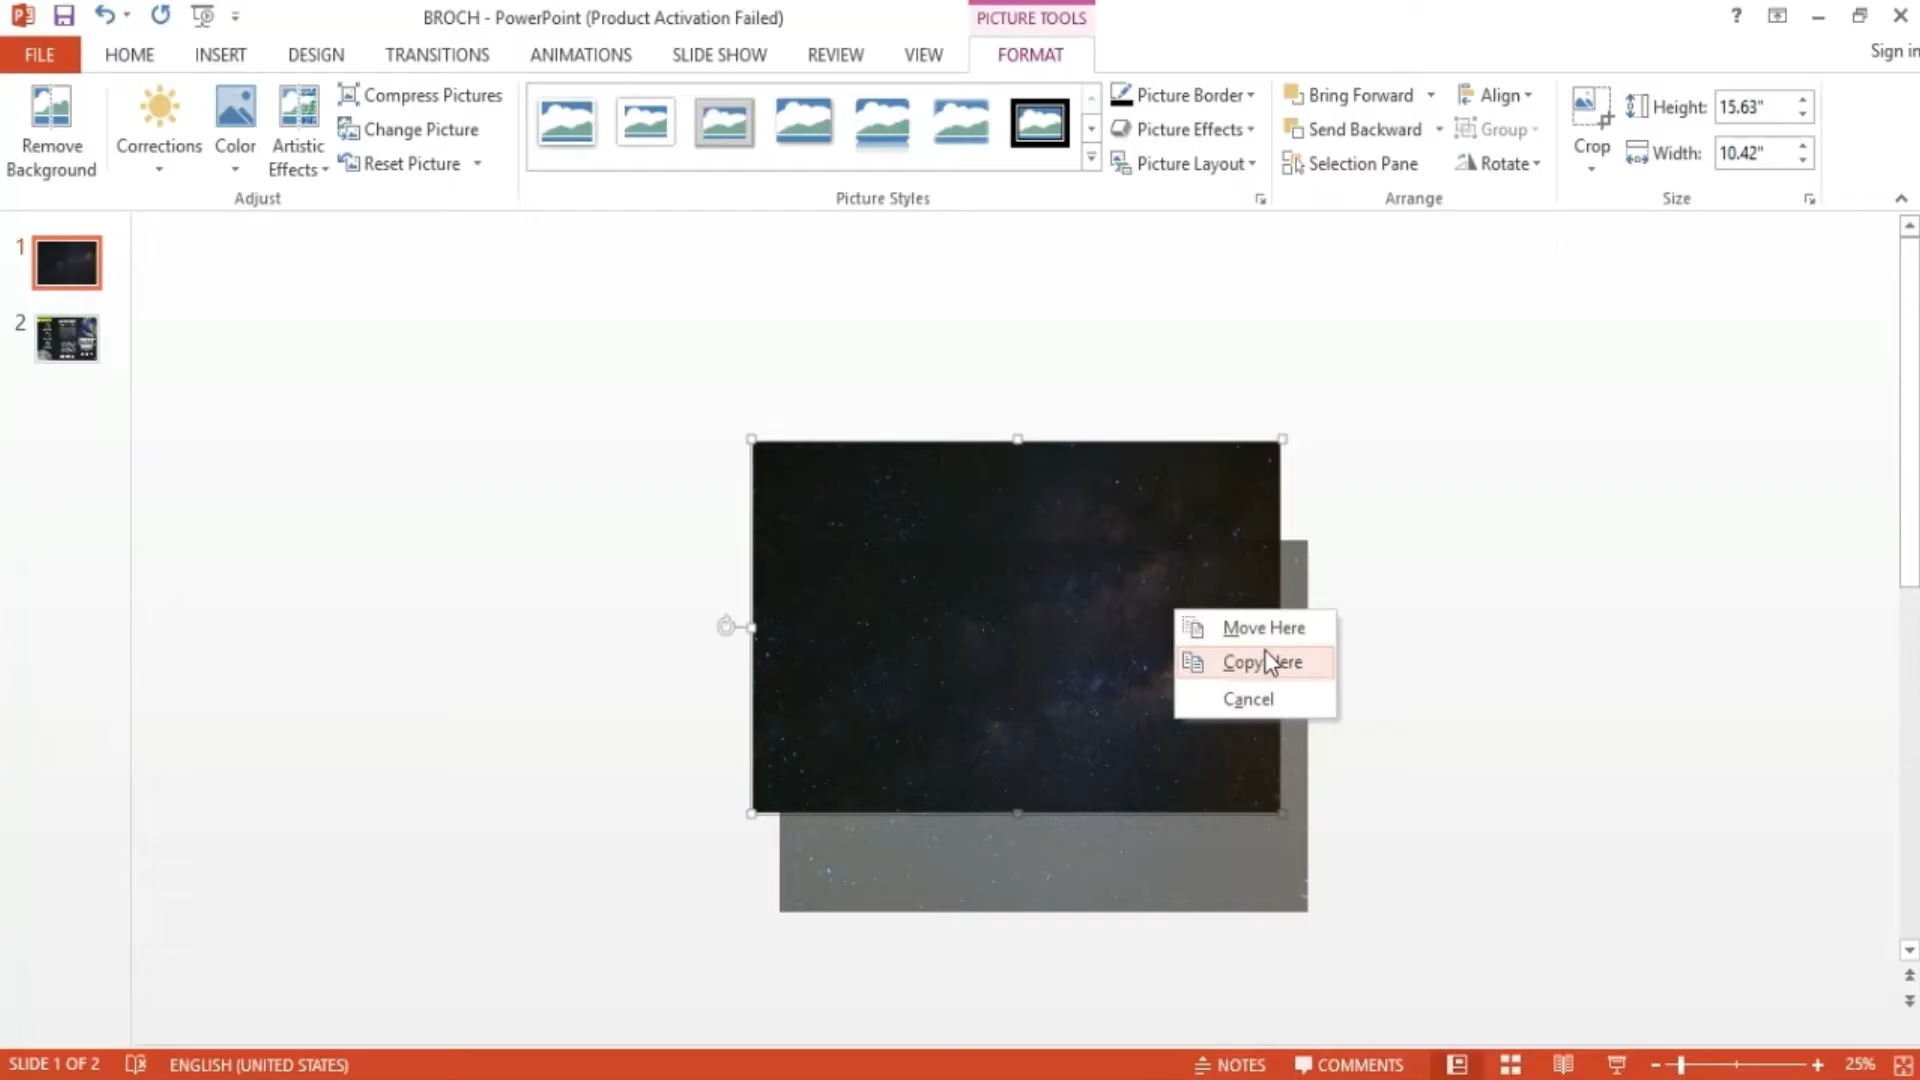 BROCH - PowerPoint (Product Activation Failed)
PICTURE TOOLS
?
FILE
HOME
INSERT
DESIGN
TRANSITIONS
ANIMATIONS
SLIDE SHOW
REVIEW
VIEW
FORMAT
Sign in
Remove Background
Corrections
Color
Artistic Effects
Compress Pictures
Change Picture
Reset Picture
Adjust
Picture Styles
Picture Border
Picture Effects
Picture Layout
Bring Forward
Send Backward
Selection Pane
Align
Group
Rotate
Arrange
Crop
Height: 15.63"
Width: 10.42"
Size
1
2
Move Here
Copy Here
Cancel
SLIDE 1 OF 2
ENGLISH (UNITED STATES)
NOTES
COMMENTS
25%